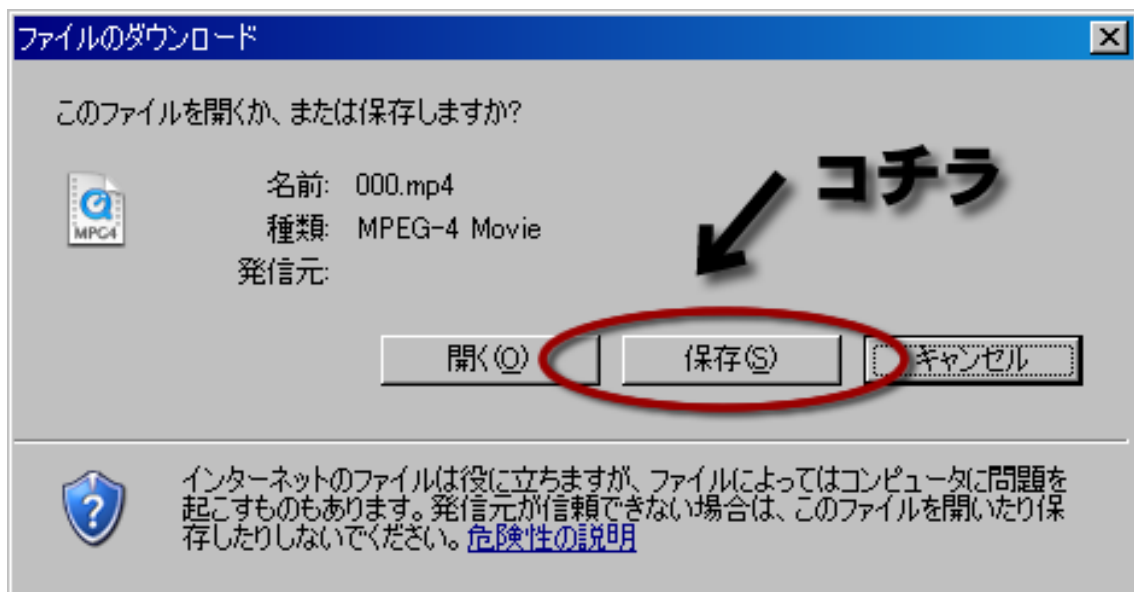 ファイルのダウンロード
このファイルを開くか、または保存しますか?
コチラ
MPG4
名前: 000.mp4
種類: MPEG-4 Movie
発信元:
開く(O)
保存(S)
キャンセル
インターネットのファイルは役に立ちますが、ファイルによってはコンピュータに問題を
起こすものもあります。発信元が信頼できない場合は、このファイルを開いたり保
存したりしないでください。危険性の説明